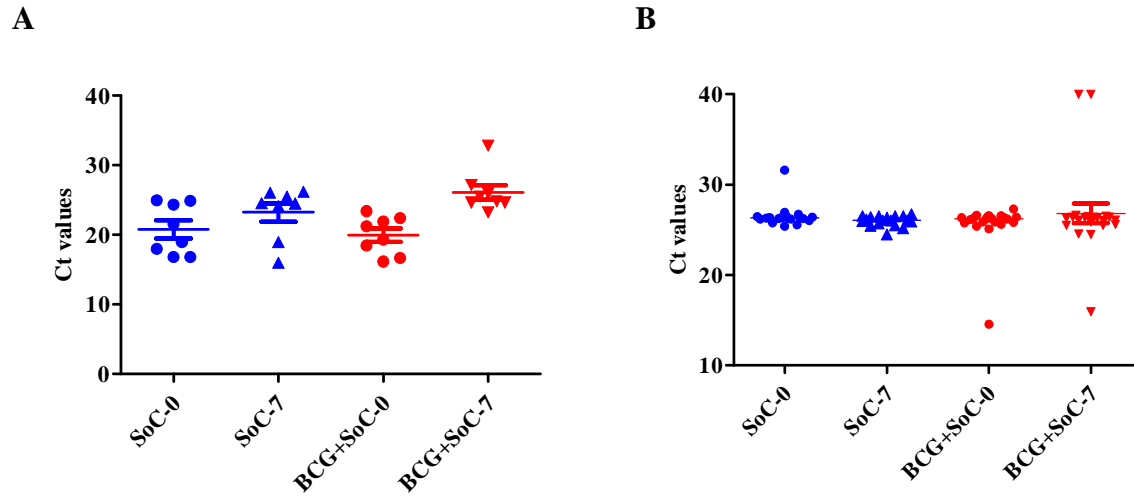 A
Ct values
40
30
20
10
0
SoC-0
SoC-7
BCG+SoC-0
BCG+SoC-7
B
Ct values
40
30
20
10
SoC-0
SoC-7
BCG+SoC-0
BCG+SoC-7